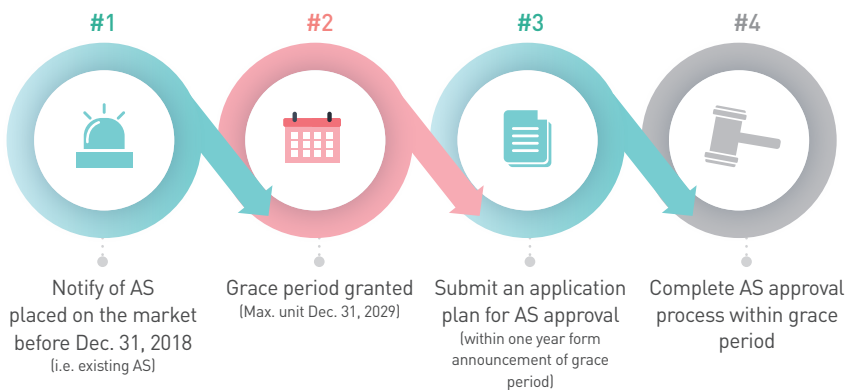 #1
#2
#3
#4
Notify of AS
placed on the market
before Dec. 31, 2018
(i.e. existing AS)
Grace period granted
(Max. unit Dec. 31, 2029)
Submit an application
plan for AS approval
(within one year form
announcement of grace
period)
Complete AS approval
process within grace
period